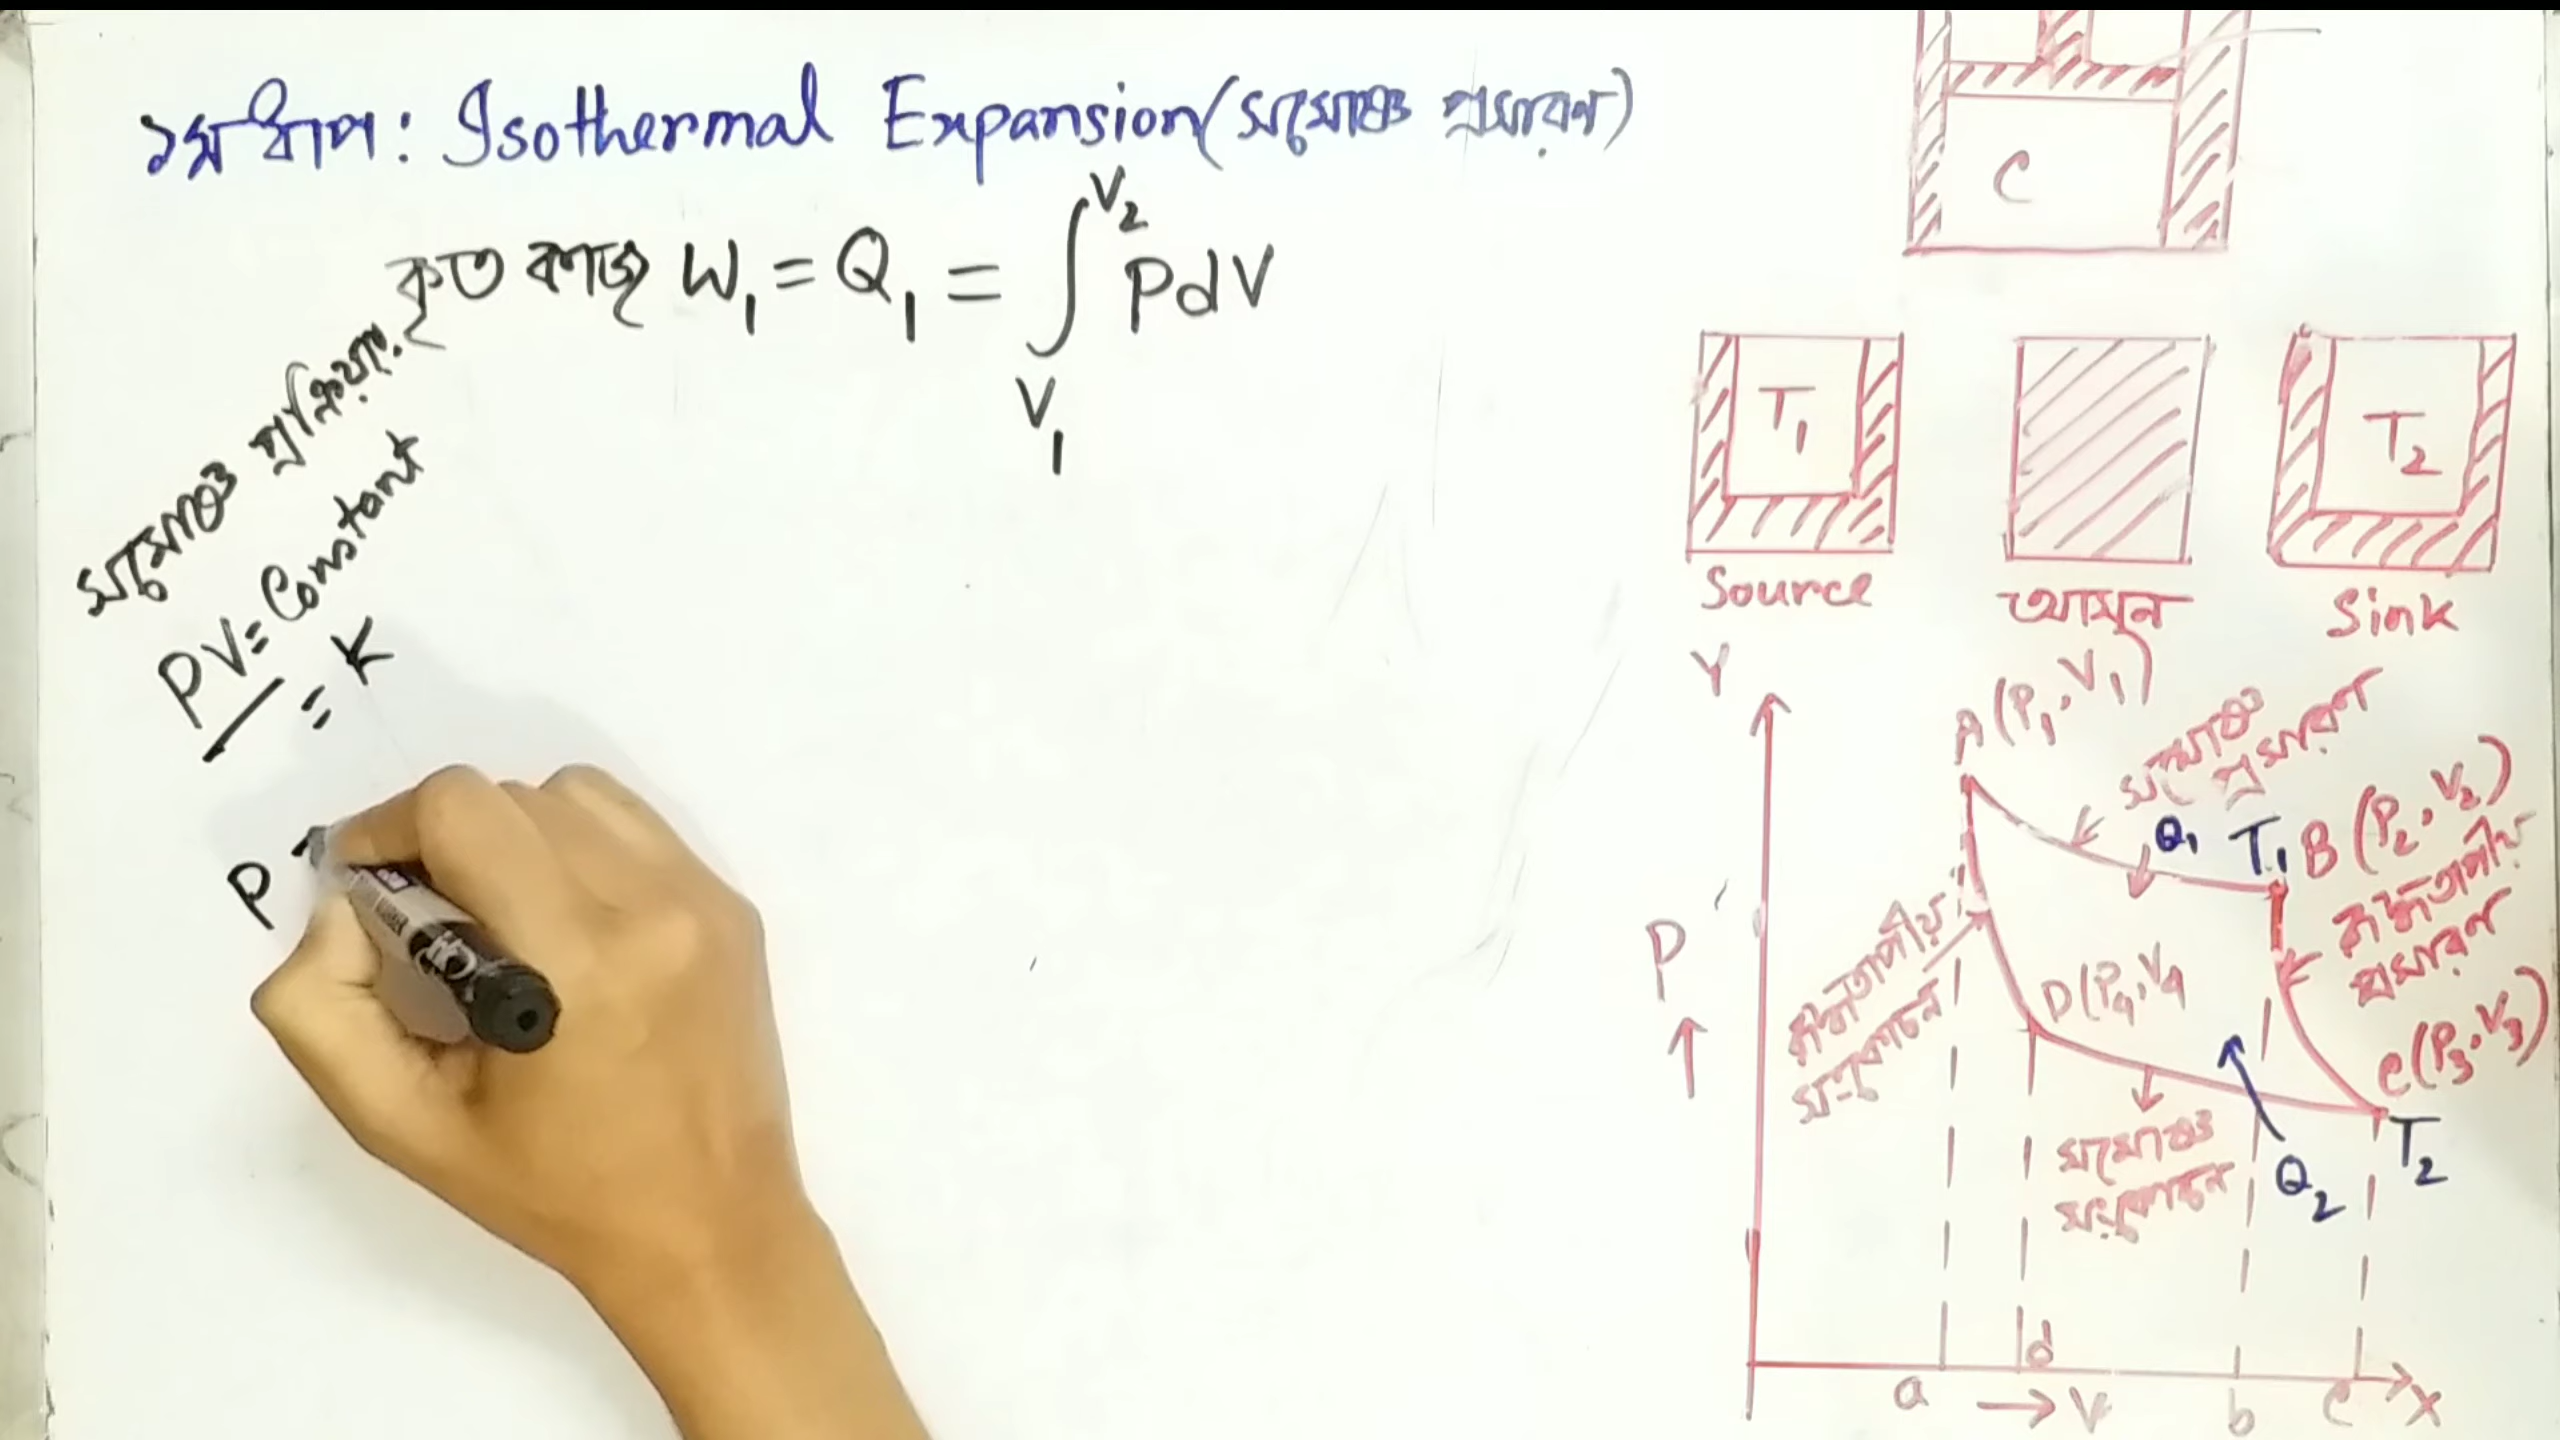 ১ম ধাপ: Isothermal Expansion(সমোষ্ণ প্রসারণ)
কৃত কাজ W₁ = Q₁ = ∫ PdV
V₂
V₁
সমোষ্ণ প্রক্রিয়ায়
PV = Constant
= K
P
C
T₁
T₂
Source
আসন
Sink
Y
A(P₁, V₁)
সমোষ্ণ
প্রসারণ
Q₁ T₁ B(P₂, V₂)
রুদ্ধতাপীয়
প্রসারণ
P
রুদ্ধতাপীয়
সংকোচন
D(P₄, V₄
C(P₃, V₃)
সমোষ্ণ
সংকোচন
Q₂
T₂
a d b c X
→ V